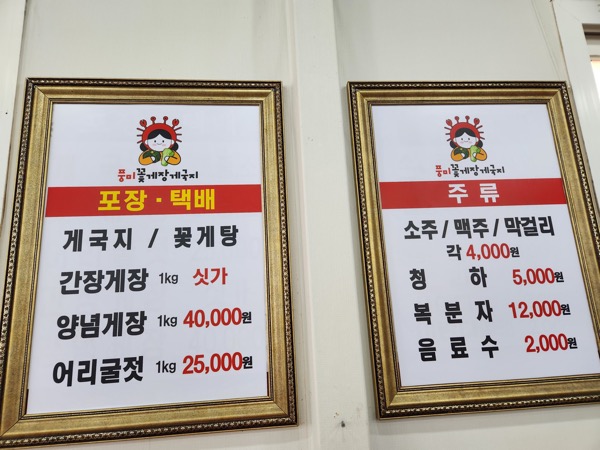 풍미꽃게장게국지
포장 · 택배
게국지 / 꽃게탕
간장게장 1kg 싯가
양념게장 1kg 40,000원
어리굴젓 1kg 25,000원
풍미꽃게장게국지
주 류
소주/맥주/막걸리
각 4,000원
청 하 5,000원
복 분 자 12,000원
음 료 수 2,000원